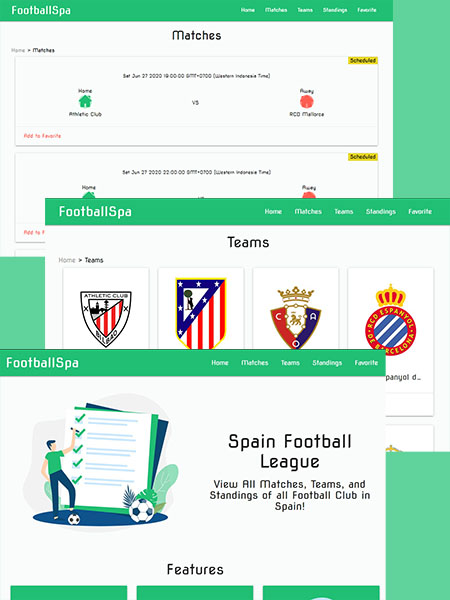 FootballSpa
Home Matches Teams Standings Favorite
Matches
Home > Matches
Scheduled
Sat Jun 27 2020 19:00:00 GMT+0700 (Western Indonesia Time)
Home
Away
VS
Athletic Club
RCD Mallorca
Add to Favorite
Scheduled
Sat Jun 27 2020 22:00:00 GMT+0700 (Western Indonesia Time)
Home
Away
Add to F
FootballSpa
Home Matches Teams Standings Favorite
Teams
Home > Teams
ATHLETIC CLUB
BILBAO
C A
RCD ESPANYOL
DE BARCELONA
panyol d...
FootballSpa
Home Matches Teams Standings Favorite
Spain Football
League
View All Matches, Teams, and
Standings of all Football Club in
Spain!
Features